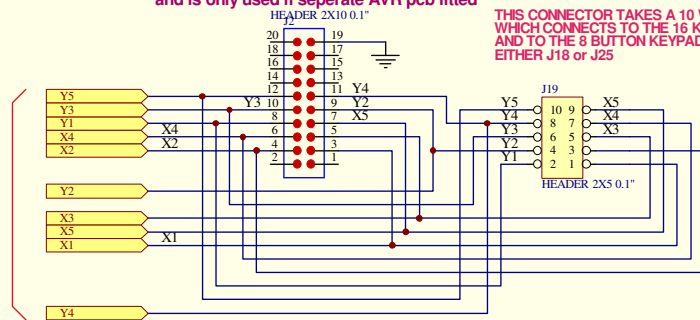 and is only used if seperate AVR pcb fitted
THIS CONNECTOR TAKES A 10
WHICH CONNECTS TO THE 16
AND TO THE 8 BUTTON KEYPAD
EITHER J18 or J25
J2
HEADER 2X10 0.1"
20 19
18 17
16 15
14 13
12 11 Y4
Y3 10 9 Y2
8 7 X5
X4 6 5
X2 4 3
2 1
J19
Y5 10 9 X5
Y4 8 7 X4
Y3 6 5 X3
Y2 4 3
Y1 2 1
HEADER 2X5 0.1"
Y5
Y3
Y1
X4
X2
Y2
X3
X5
X1 X1
Y4